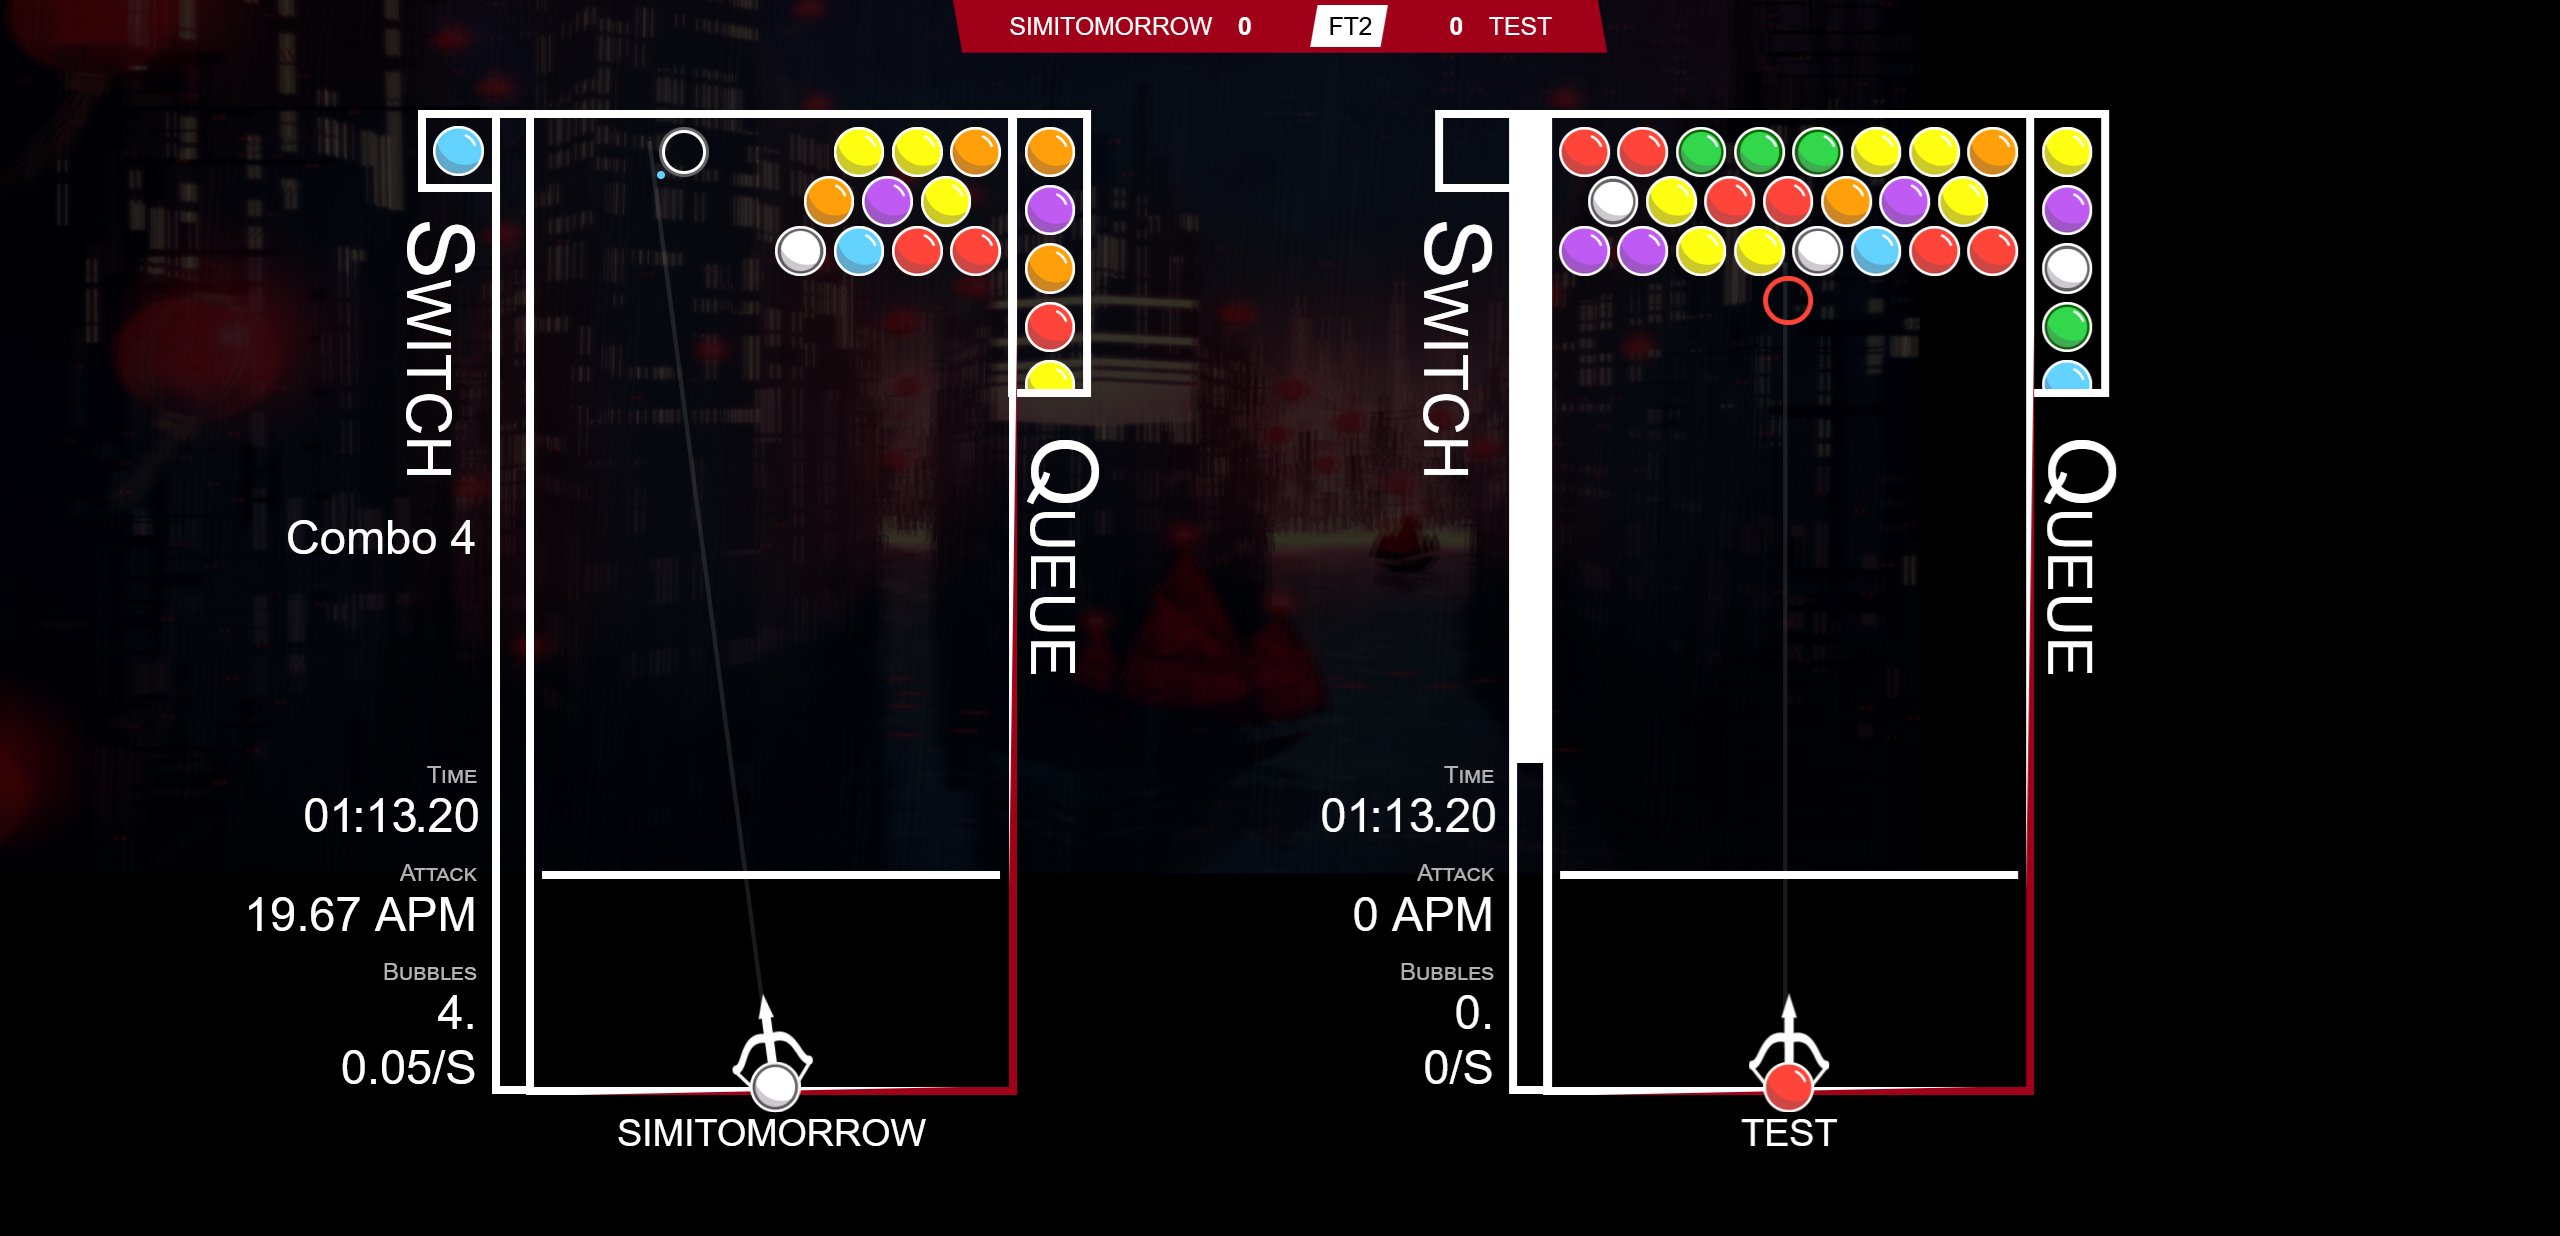 SIMITOMORROW 0 FT2 0 TEST
SWITCH
QUEUE
Combo 4
TIME
01:13.20
ATTACK
19.67 APM
BUBBLES
4.
0.05/S
SIMITOMORROW
SWITCH
QUEUE
TIME
01:13.20
ATTACK
0 APM
BUBBLES
0.
0/S
TEST